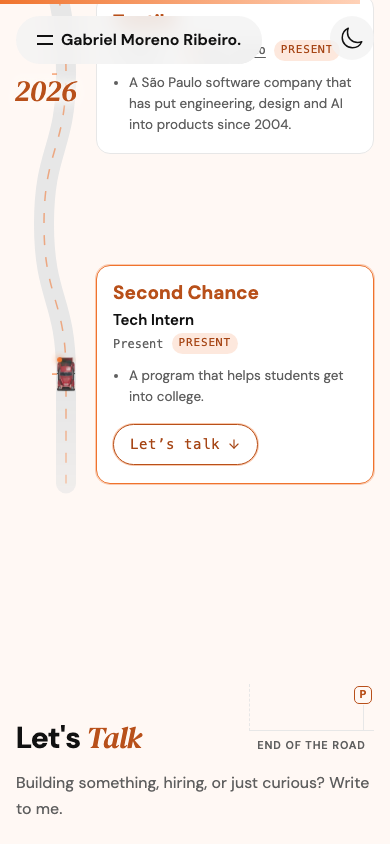 Gabriel Moreno Ribeiro.
PRESENT
2026
• A São Paulo software company that
has put engineering, design and AI
into products since 2004.
Second Chance
Tech Intern
Present PRESENT
• A program that helps students get
into college.
Let’s talk ↓
P
END OF THE ROAD
Let's Talk
Building something, hiring, or just curious? Write
to me.